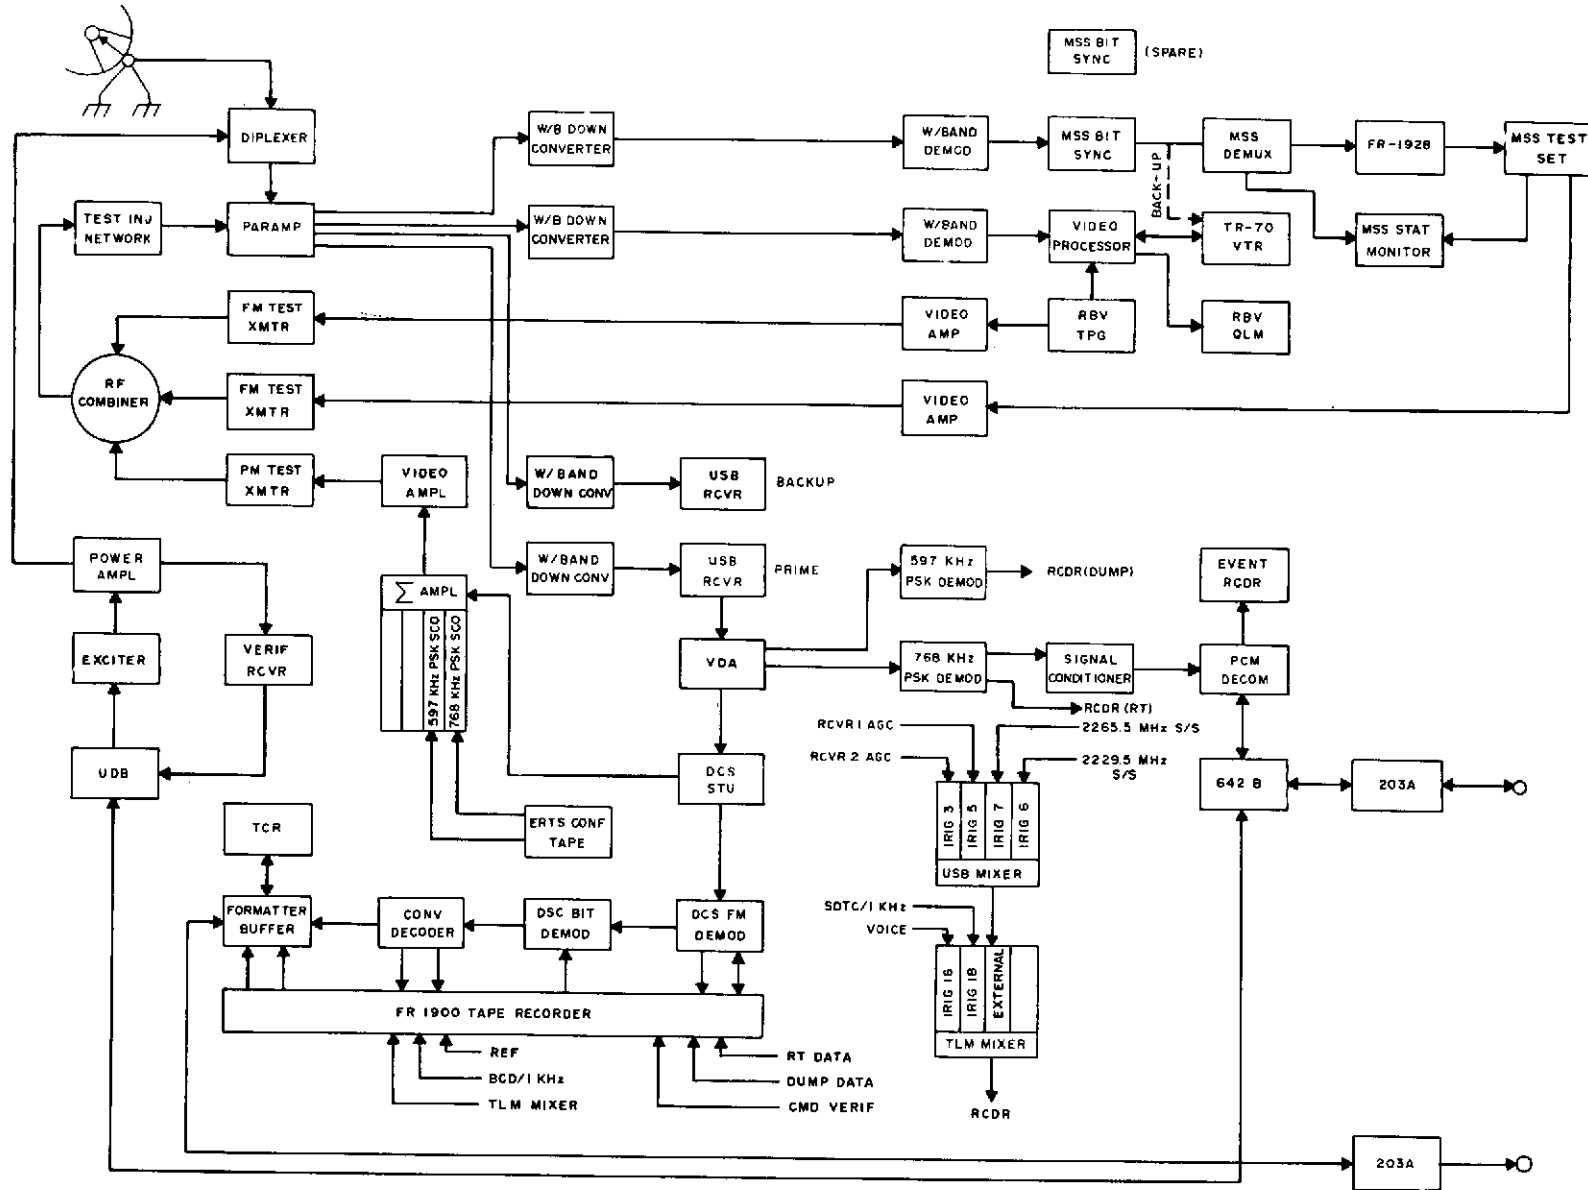 MSS BIT
SYNC
(SPARE)
DIPLEXER
W/B DOWN
CONVERTER
W/BAND
DEMOD
MSS BIT
SYNC
MSS
DEMUX
FR-1928
MSS TEST
SET
BACK-UP
TEST INJ
NETWORK
PARAMP
W/B DOWN
CONVERTER
W/BAND
DEMOD
VIDEO
PROCESSOR
TR-70
VTR
MSS STAT
MONITOR
FM TEST
XMTR
VIDEO
AMP
RBV
TPG
RBV
QLM
RF
COMBINER
FM TEST
XMTR
VIDEO
AMP
PM TEST
XMTR
VIDEO
AMPL
W/BAND
DOWN CONV
USB
RCVR
BACKUP
POWER
AMPL
∑ AMPL
W/BAND
DOWN CONV
USB
RCVR
PRIME
597 KHz
PSK DEMOD
RCDR(DUMP)
EVENT
RCDR
597 KHz PSK SCO
768 KHz PSK SCO
EXCITER
VERIF
RCVR
VDA
768 KHz
PSK DEMOD
SIGNAL
CONDITIONER
PCM
DECOM
RCDR (RT)
RCVR 1 AGC
2265.5 MHz S/S
RCVR 2 AGC
2229.5 MHz
S/S
UDB
DCS
STU
642 B
203A
IRIG 3
IRIG 5
IRIG 7
IRIG 6
USB MIXER
TCR
ERTS CONF
TAPE
FORMATTER
BUFFER
CONV
DECODER
DSC BIT
DEMOD
DCS FM
DEMOD
SDTC/1 KHz
VOICE
IRIG 16
IRIG 18
EXTERNAL
TLM MIXER
FR 1900 TAPE RECORDER
REF
BCD/1 KHz
TLM MIXER
RT DATA
DUMP DATA
CMD VERIF
RCDR
203A